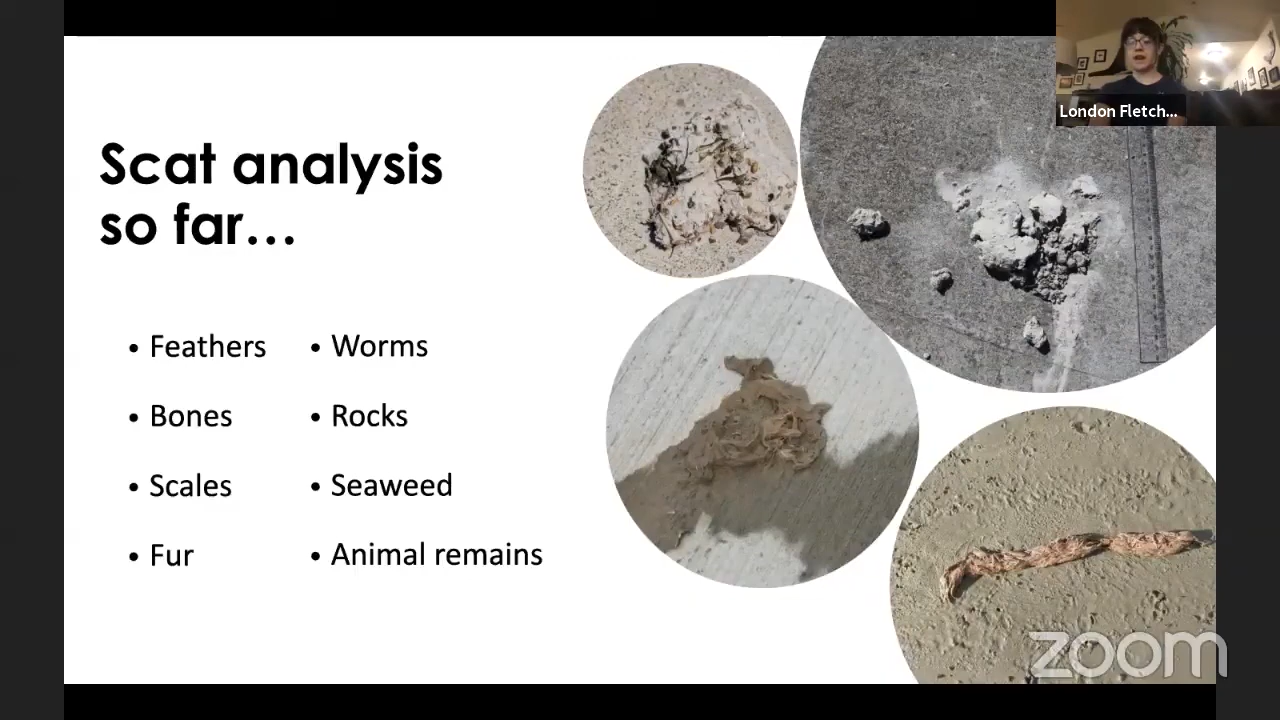 London Fletch...
Scat analysis
so far...
• Feathers
• Bones
• Scales
• Fur
• Worms
• Rocks
• Seaweed
• Animal remains
zoom